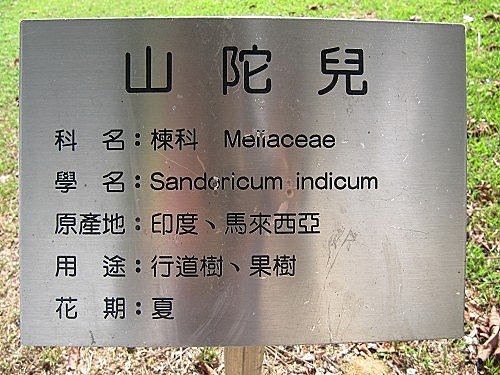 山陀兒
科 名：楝科 Meliaceae
學 名：Sandoricum indicum
原產地：印度、馬來西亞
用 途：行道樹、果樹
花 期：夏